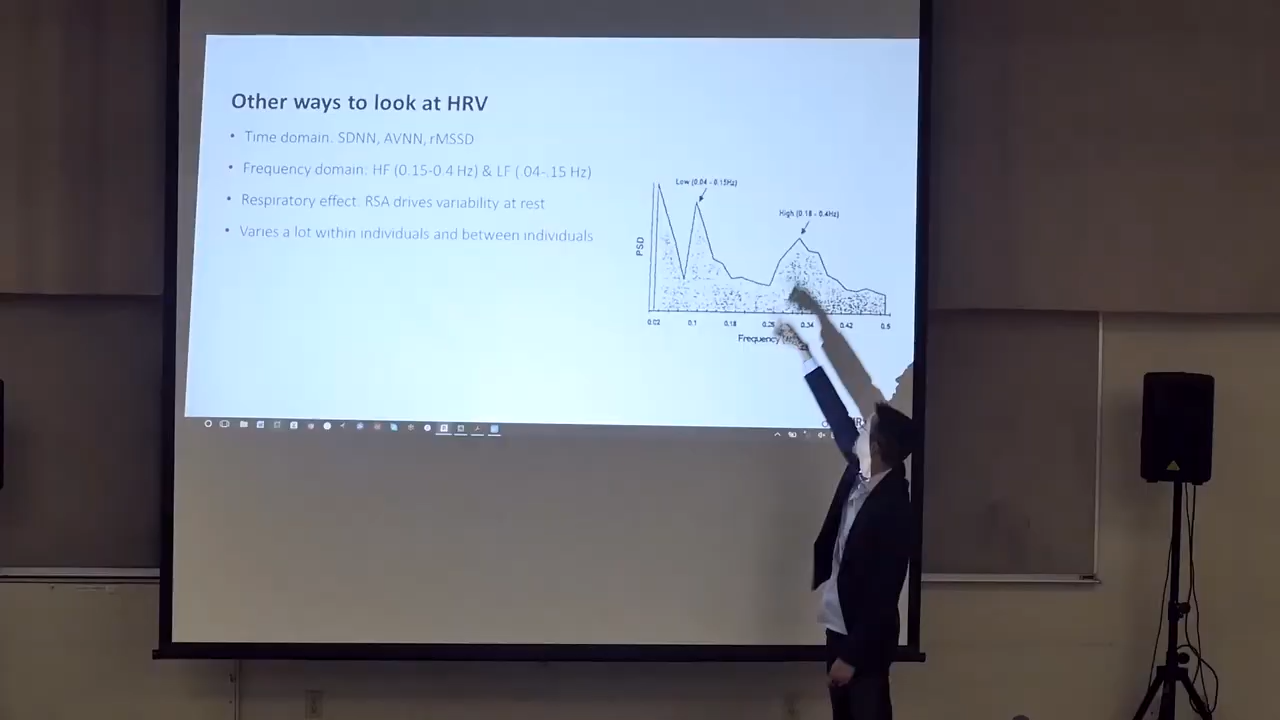 Other ways to look at HRV
• Time domain: SDNN, AVNN, rMSSD
• Frequency domain: HF (0.15-0.4 Hz) & LF (.04-.15 Hz)
• Respiratory effect. RSA drives variability at rest
• Varies a lot within individuals and between individuals
Low (0.04 - 0.15Hz)
High (0.18 - 0.4Hz)
PSD
0.02 0.1 0.18 0.26 0.34 0.42 0.5
Frequency